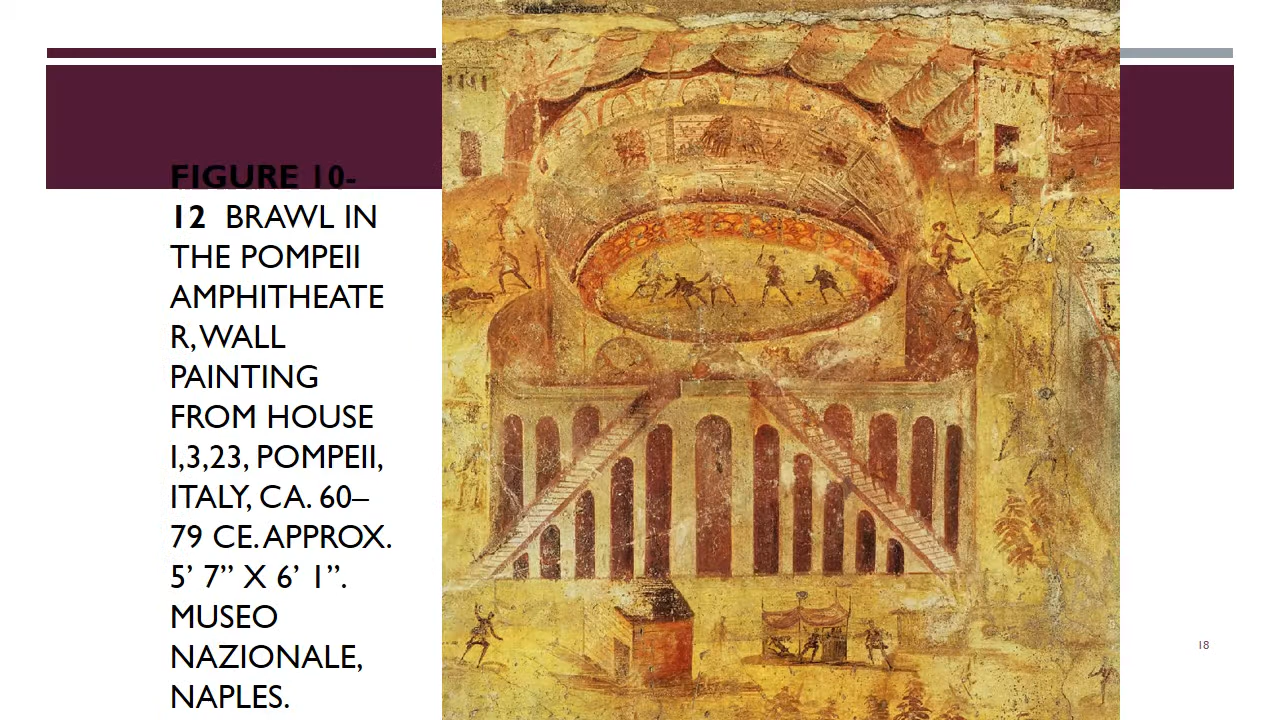 FIGURE 10-
12 BRAWL IN
THE POMPEII
AMPHITHEATE
R, WALL
PAINTING
FROM HOUSE
I,3,23, POMPEII,
ITALY, CA. 60–
79 CE. APPROX.
5’ 7” X 6’ 1”.
MUSEO
NAZIONALE,
NAPLES.
18